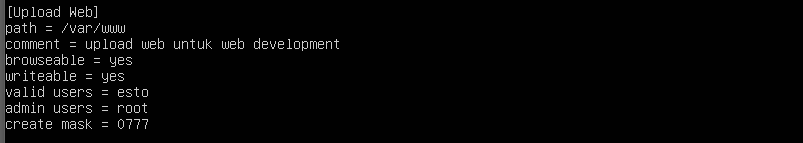 [Upload Web]
path = /var/www
comment = upload web untuk web development
browseable = yes
writeable = yes
valid users = esto
admin users = root
create mask = 0777